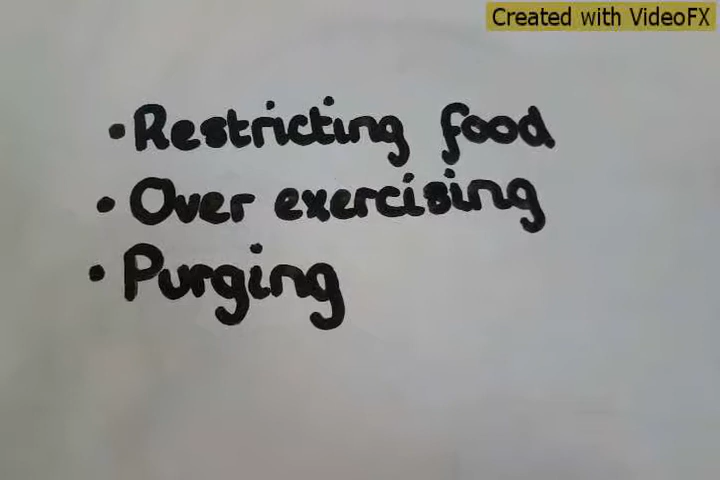 Created with VideoFX
• Restricting food
• Over exercising
• Purging